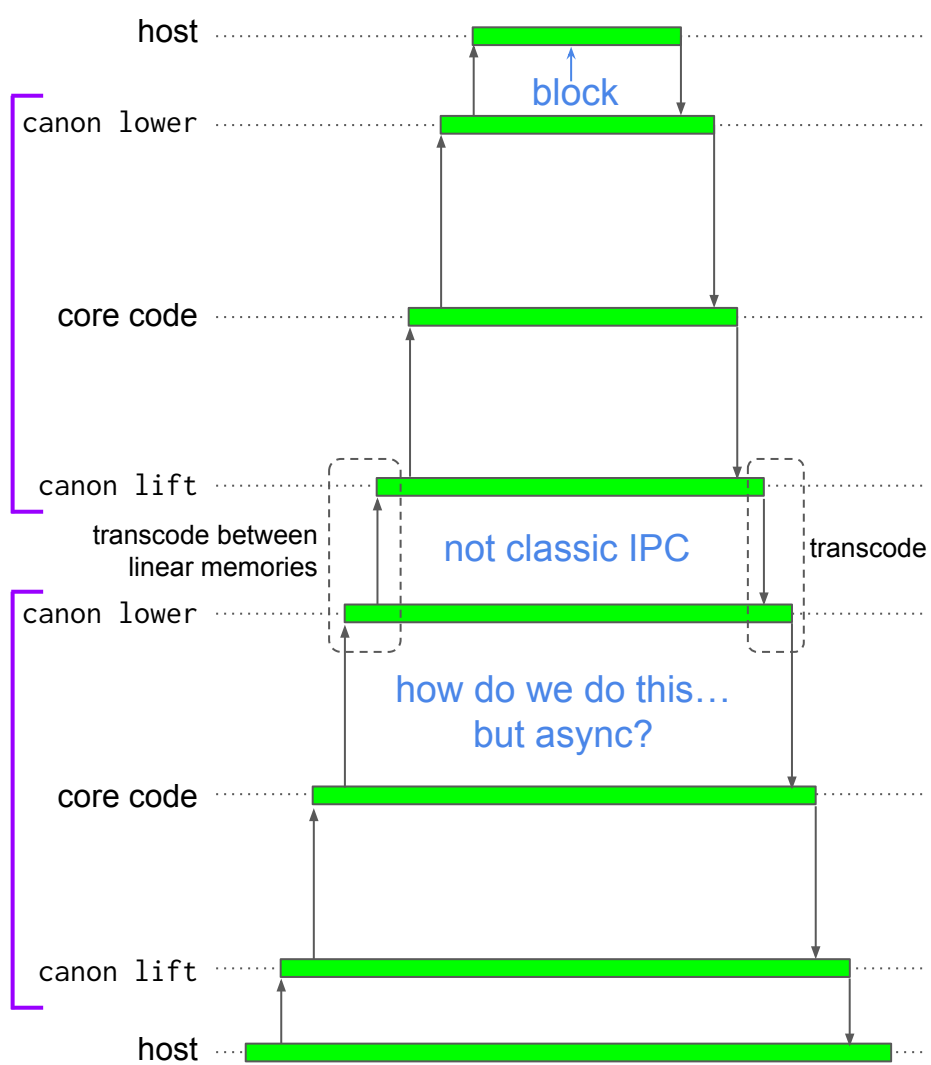 host
block
canon lower
core code
canon lift
transcode between
linear memories
not classic IPC
transcode
canon lower
how do we do this…
but async?
core code
canon lift
host